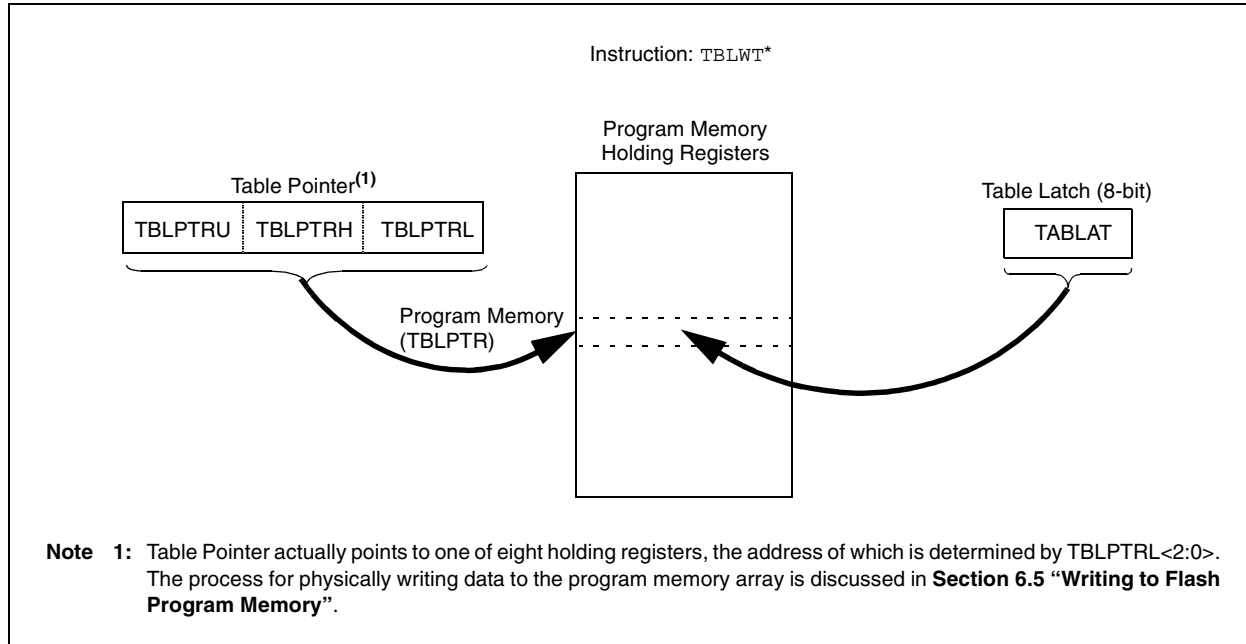 Instruction: TBLWT*
Program Memory
Holding Registers
Table Pointer(1)
Table Latch (8-bit)
TBLPTRU TBLPTRH TBLPTRL
TABLAT
Program Memory
(TBLPTR)
Note 1: Table Pointer actually points to one of eight holding registers, the address of which is determined by TBLPTRL<2:0>.
The process for physically writing data to the program memory array is discussed in Section 6.5 “Writing to Flash
Program Memory”.